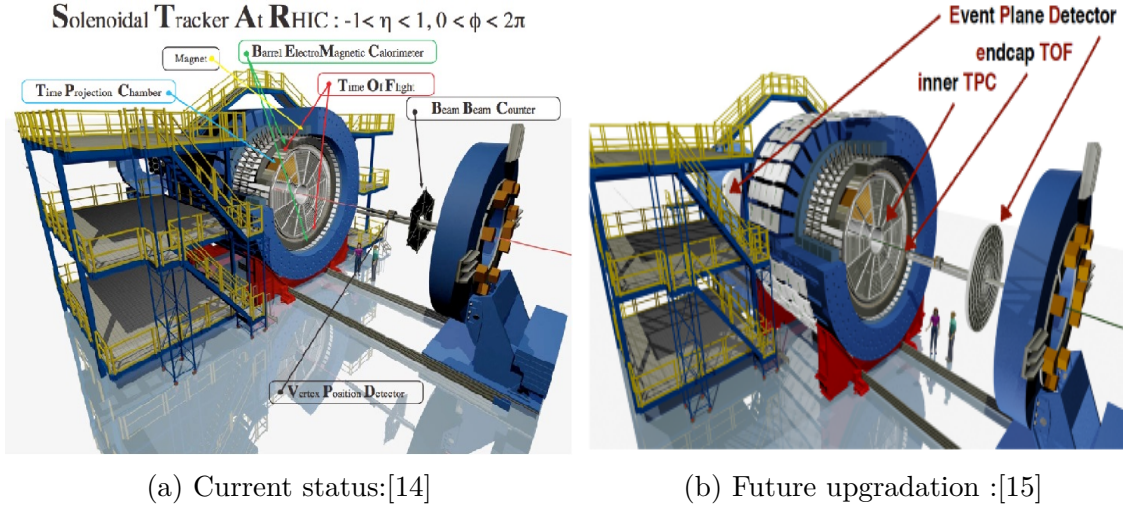 Solenoidal Tracker At RHIC : -1< η < 1, 0 < ϕ < 2π
Magnet
Barrel ElectroMagnetic Calorimeter
Time Projection Chamber
Time Of Flight
Beam Beam Counter
Vertex Position Detector
(a) Current status:[14]
Event Plane Detector
endcap TOF
inner TPC
(b) Future upgradation :[15]